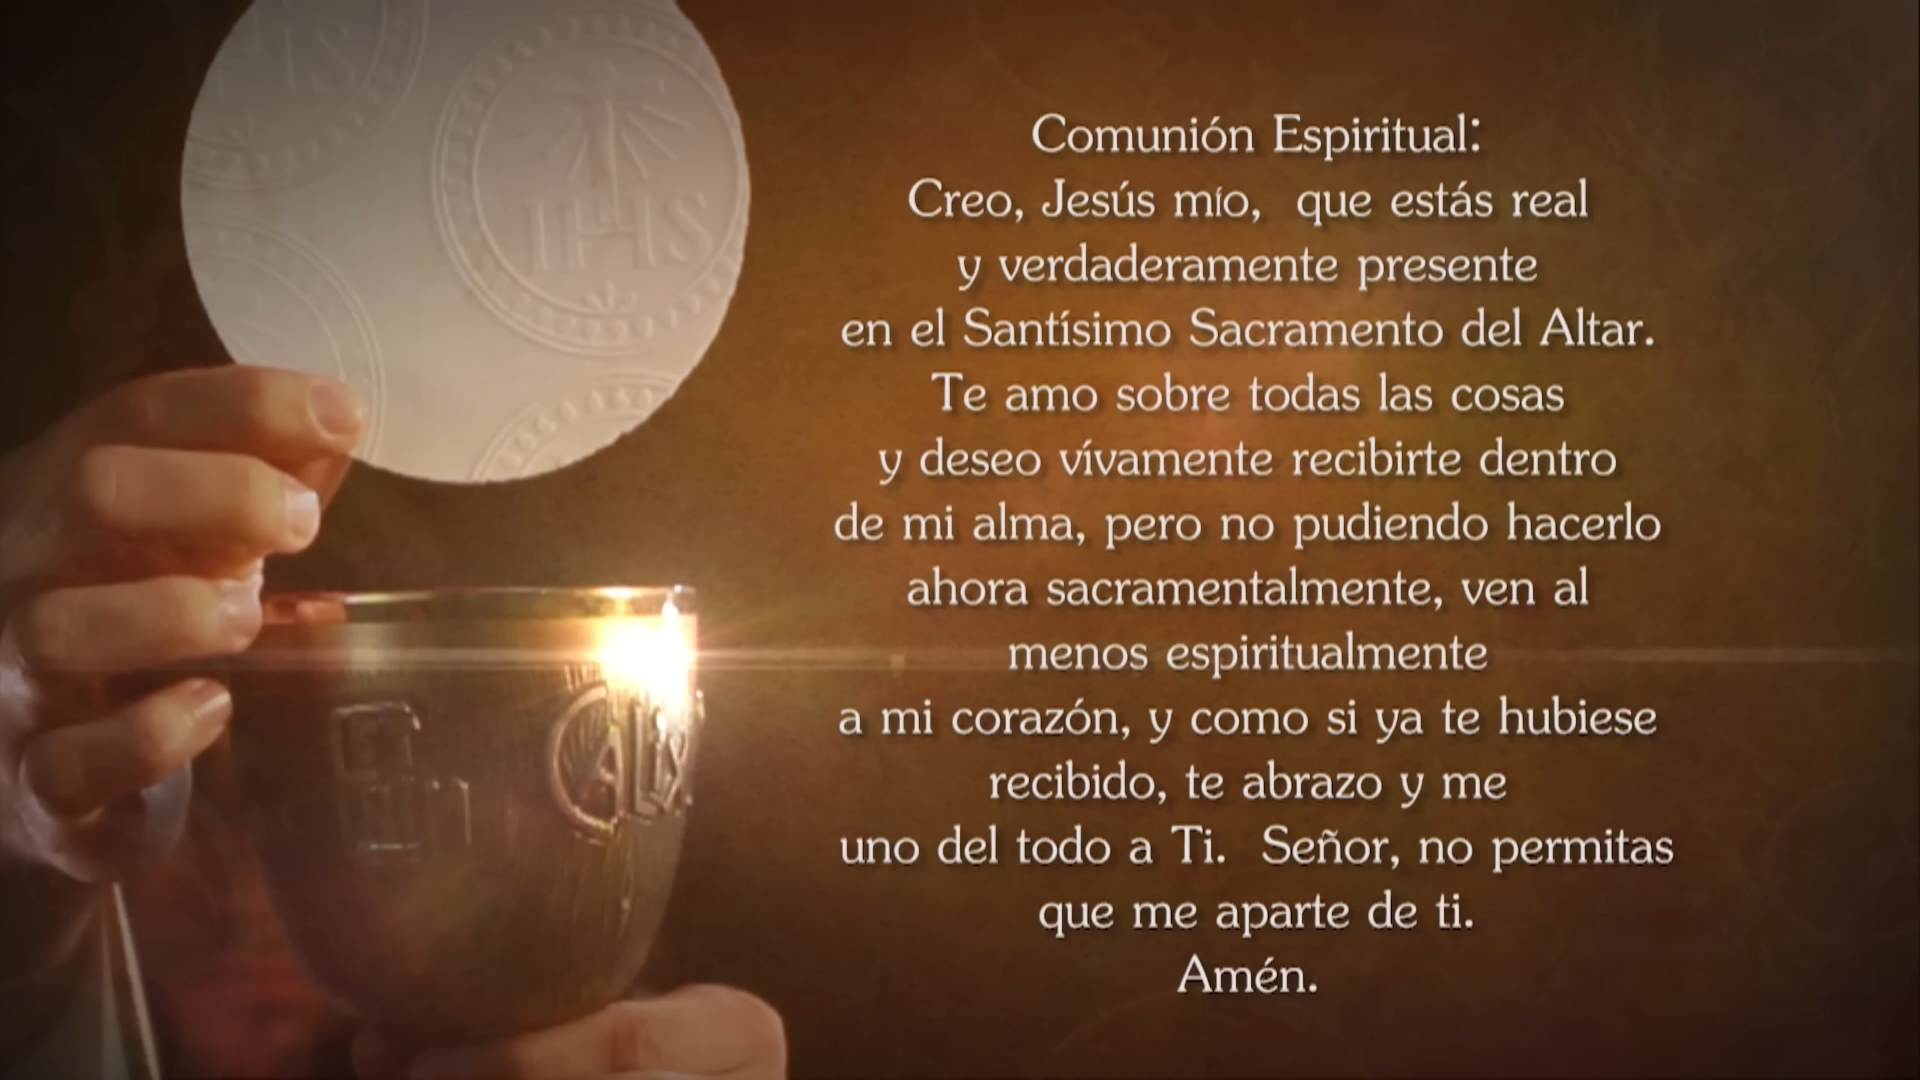 IHS
Comunión Espiritual:
Creo, Jesús mío, que estás real
y verdaderamente presente
en el Santísimo Sacramento del Altar.
Te amo sobre todas las cosas
y deseo vívamente recibirte dentro
de mi alma, pero no pudiendo hacerlo
ahora sacramentalmente, ven al
menos espiritualmente
a mi corazón, y como si ya te hubiese
recibido, te abrazo y me
uno del todo a Ti. Señor, no permitas
que me aparte de ti.
Amén.